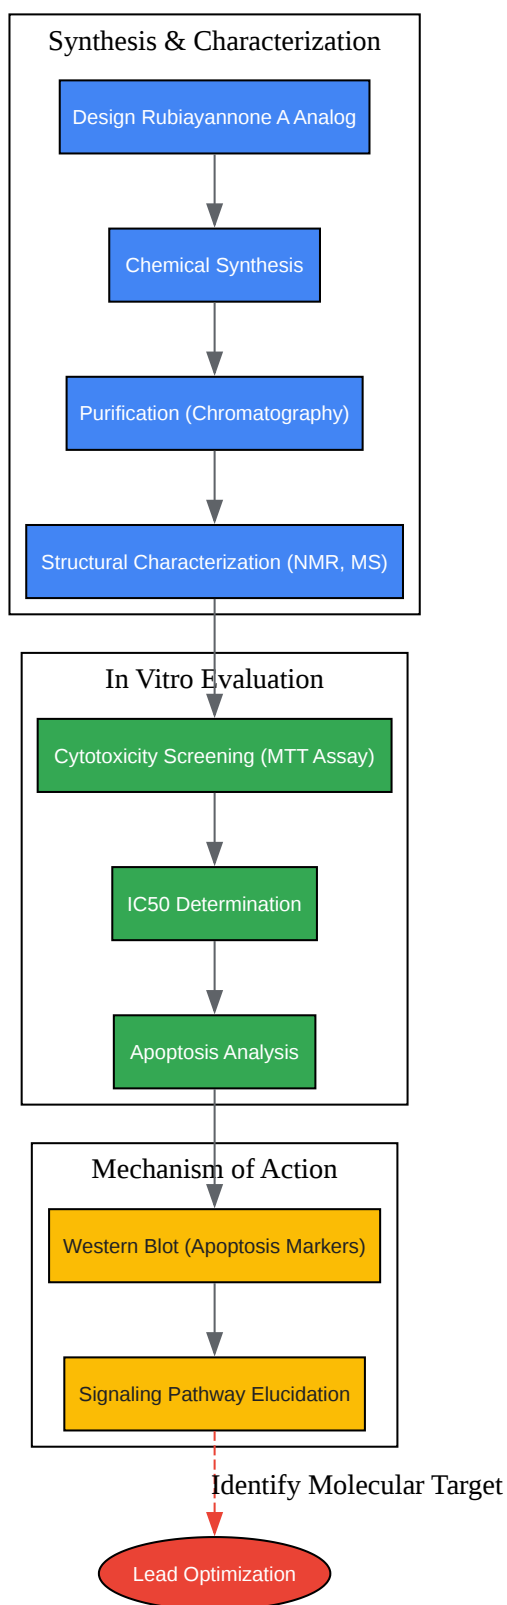 Synthesis & Characterization
Design Rubiayannone A Analog
Chemical Synthesis
Purification (Chromatography)
Structural Characterization (NMR, MS)
In Vitro Evaluation
Cytotoxicity Screening (MTT Assay)
IC50 Determination
Apoptosis Analysis
Mechanism of Action
Western Blot (Apoptosis Markers)
Signaling Pathway Elucidation
Identify Molecular Target
Lead Optimization